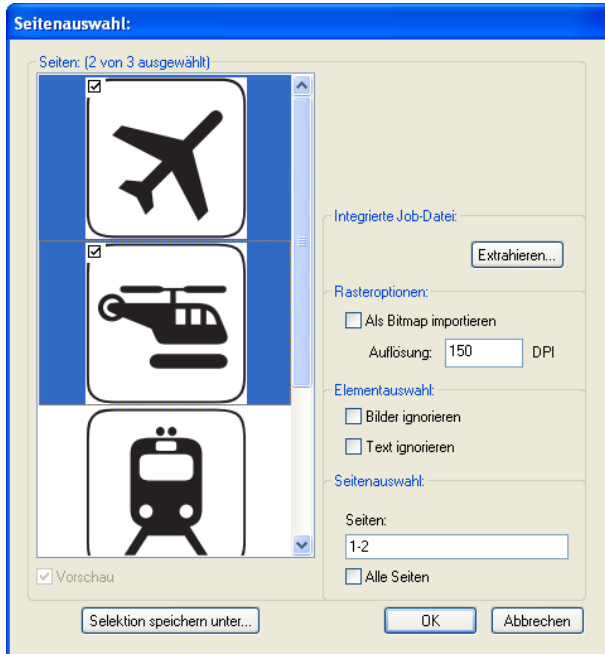 Seitenauswahl:
Seiten: (2 von 3 ausgewählt)
Integrierte Job-Datei:
Extrahieren...
Rasteroptionen:
Als Bitmap importieren
Auflösung: 150 DPI
Elementauswahl:
Bilder ignorieren
Text ignorieren
Seitenauswahl:
Seiten:
1-2
Alle Seiten
Vorschau
Selektion speichern unter...
OK
Abbrechen